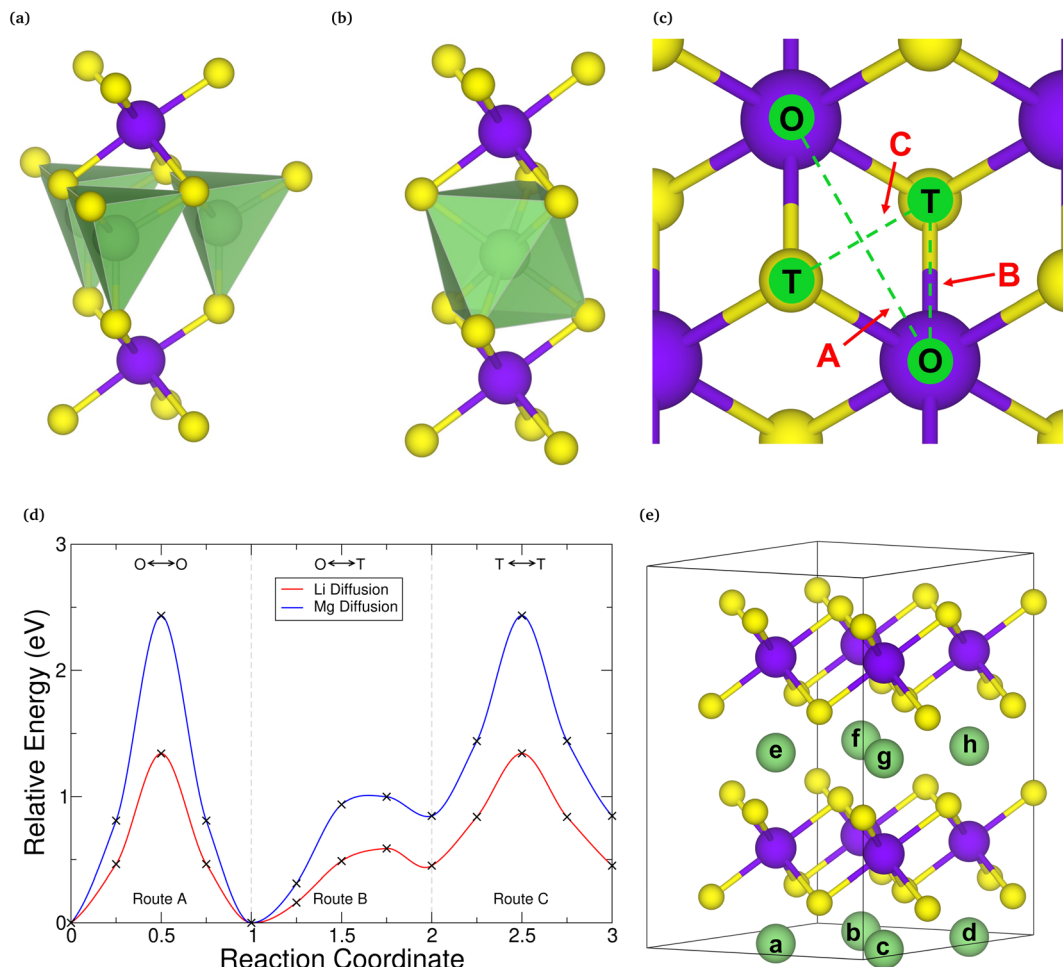 (a)
(b)
(c)
O
C
T
T
B
A
O
(d)
3
2
1
0
Relative Energy (eV)
O⟷O
O⟷T
T⟷T
Li Diffusion
Mg Diffusion
Route A
Route B
Route C
0
0.5
1
1.5
2
2.5
3
Reaction Coordinate
(e)
f
e
g
h
b
a
c
d